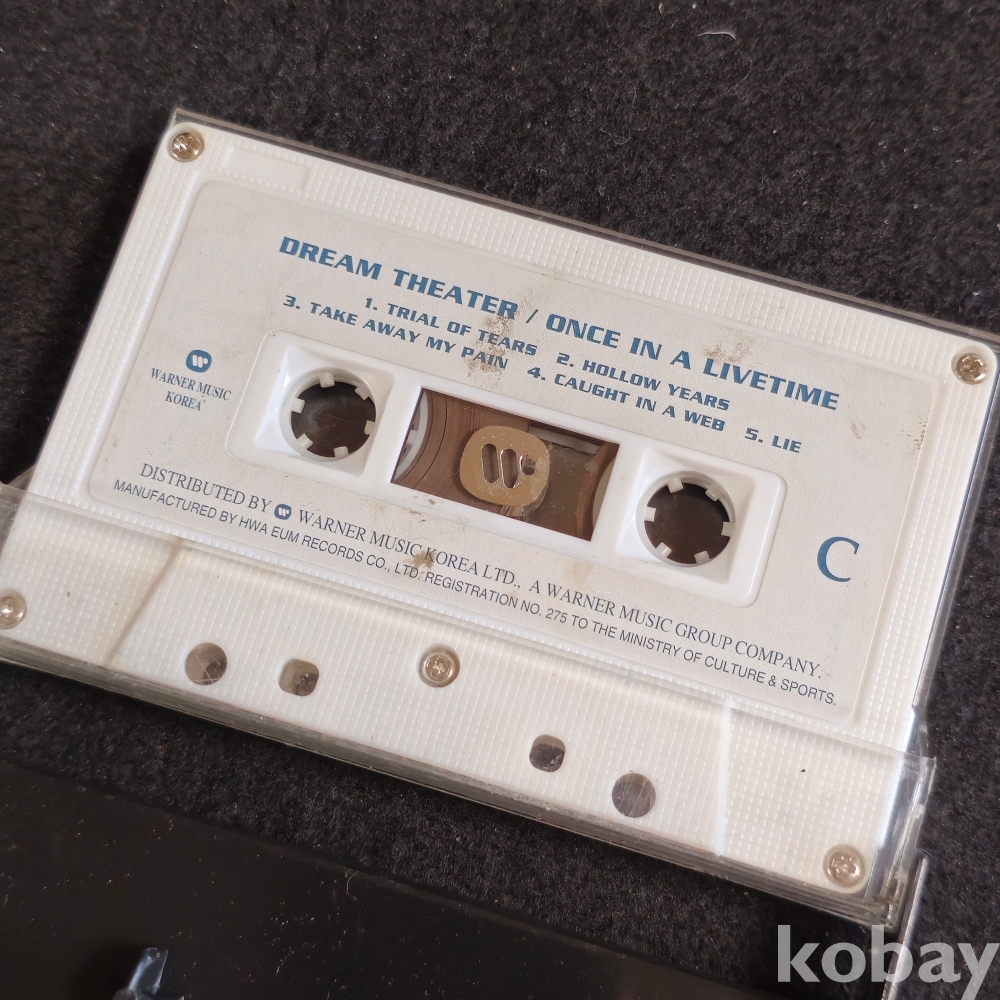 DREAM THEATER / ONCE IN A LIVETIME
1. TRIAL OF TEARS 2. HOLLOW YEARS
3. TAKE AWAY MY PAIN 4. CAUGHT IN A WEB 5. LIE
WARNER MUSIC
KOREA
C
DISTRIBUTED BY WARNER MUSIC KOREA LTD., A WARNER MUSIC GROUP COMPANY.
MANUFACTURED BY HWA EUM RECORDS CO., LTD. REGISTRATION NO. 275 TO THE MINISTRY OF CULTURE & SPORTS.
kobay